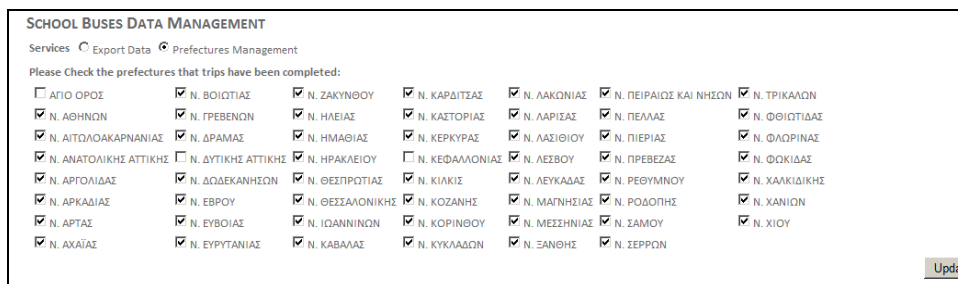 SCHOOL BUSES DATA MANAGEMENT
Services Export Data Prefectures Management
Please Check the prefectures that trips have been completed:
ΑΓΙΟ ΟΡΟΣ Ν. ΒΟΙΩΤΙΑΣ Ν. ΖΑΚΥΝΘΟΥ Ν. ΚΑΡΔΙΤΣΑΣ Ν. ΛΑΚΩΝΙΑΣ Ν. ΠΕΙΡΑΙΩΣ ΚΑΙ ΝΗΣΩΝ Ν. ΤΡΙΚΑΛΩΝ
Ν. ΑΘΗΝΩΝ Ν. ΓΡΕΒΕΝΩΝ Ν. ΗΛΕΙΑΣ Ν. ΚΑΣΤΟΡΙΑΣ Ν. ΛΑΡΙΣΑΣ Ν. ΠΕΛΛΑΣ Ν. ΦΘΙΩΤΙΔΑΣ
Ν. ΑΙΤΩΛΟΑΚΑΡΝΑΝΙΑΣ Ν. ΔΡΑΜΑΣ Ν. ΗΜΑΘΙΑΣ Ν. ΚΕΡΚΥΡΑΣ Ν. ΛΑΣΙΘΙΟΥ Ν. ΠΙΕΡΙΑΣ Ν. ΦΛΩΡΙΝΑΣ
Ν. ΑΝΑΤΟΛΙΚΗΣ ΑΤΤΙΚΗΣ Ν. ΔΥΤΙΚΗΣ ΑΤΤΙΚΗΣ Ν. ΗΡΑΚΛΕΙΟΥ Ν. ΚΕΦΑΛΛΟΝΙΑΣ Ν. ΛΕΣΒΟΥ Ν. ΠΡΕΒΕΖΑΣ Ν. ΦΩΚΙΔΑΣ
Ν. ΑΡΓΟΛΙΔΑΣ Ν. ΔΩΔΕΚΑΝΗΣΩΝ Ν. ΘΕΣΠΡΩΤΙΑΣ Ν. ΚΙΛΚΙΣ Ν. ΛΕΥΚΑΔΑΣ Ν. ΡΕΘΥΜΝΟΥ Ν. ΧΑΛΚΙΔΙΚΗΣ
Ν. ΑΡΚΑΔΙΑΣ Ν. ΕΒΡΟΥ Ν. ΘΕΣΣΑΛΟΝΙΚΗΣ Ν. ΚΟΖΑΝΗΣ Ν. ΜΑΓΝΗΣΙΑΣ Ν. ΡΟΔΟΠΗΣ Ν. ΧΑΝΙΩΝ
Ν. ΑΡΤΑΣ Ν. ΕΥΒΟΙΑΣ Ν. ΙΩΑΝΝΙΝΩΝ Ν. ΚΟΡΙΝΘΟΥ Ν. ΜΕΣΣΗΝΙΑΣ Ν. ΣΑΜΟΥ Ν. ΧΙΟΥ
Ν. ΑΧΑΪΑΣ Ν. ΕΥΡΥΤΑΝΙΑΣ Ν. ΚΑΒΑΛΑΣ Ν. ΚΥΚΛΑΔΩΝ Ν. ΞΑΝΘΗΣ Ν. ΣΕΡΡΩΝ
Upda